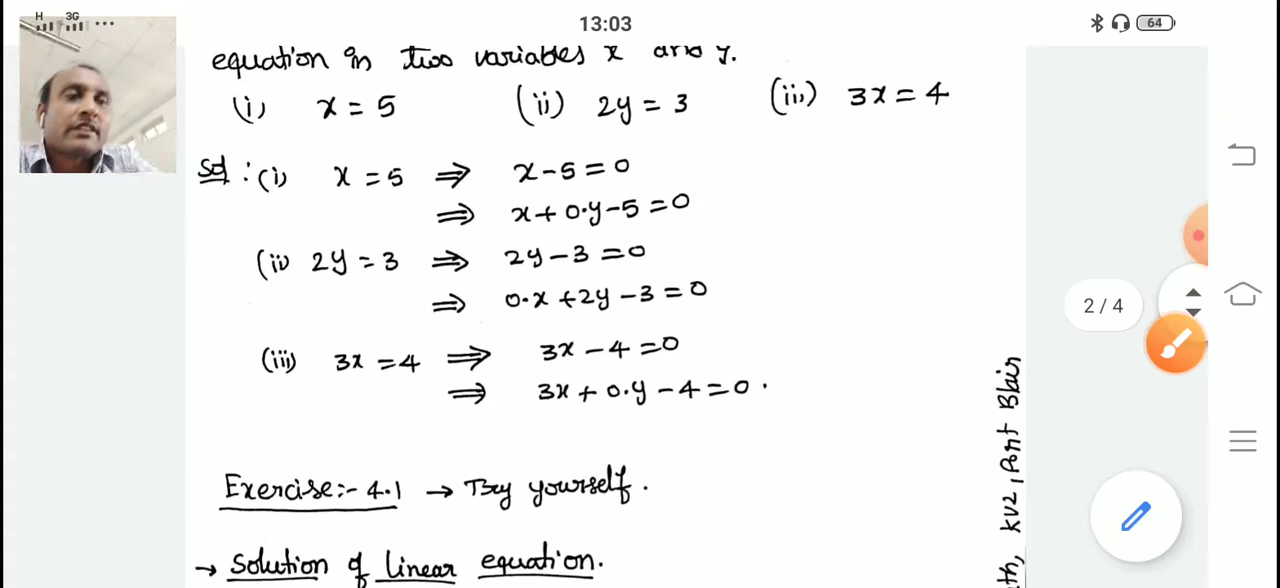 H 3G ... 13:03 64
equation in two variables x and y.
(i) x = 5 (ii) 2y = 3 (iii) 3x = 4
Sol : (i) x = 5 ⇒ x - 5 = 0
⇒ x + 0.y - 5 = 0
(ii) 2y = 3 ⇒ 2y - 3 = 0
⇒ 0.x + 2y - 3 = 0
2 / 4
(iii) 3x = 4 ⇒ 3x - 4 = 0
⇒ 3x + 0.y - 4 = 0.
Exercise:- 4.1 → Try yourself.
→ Solution of linear equation.
KV2, Port Blair